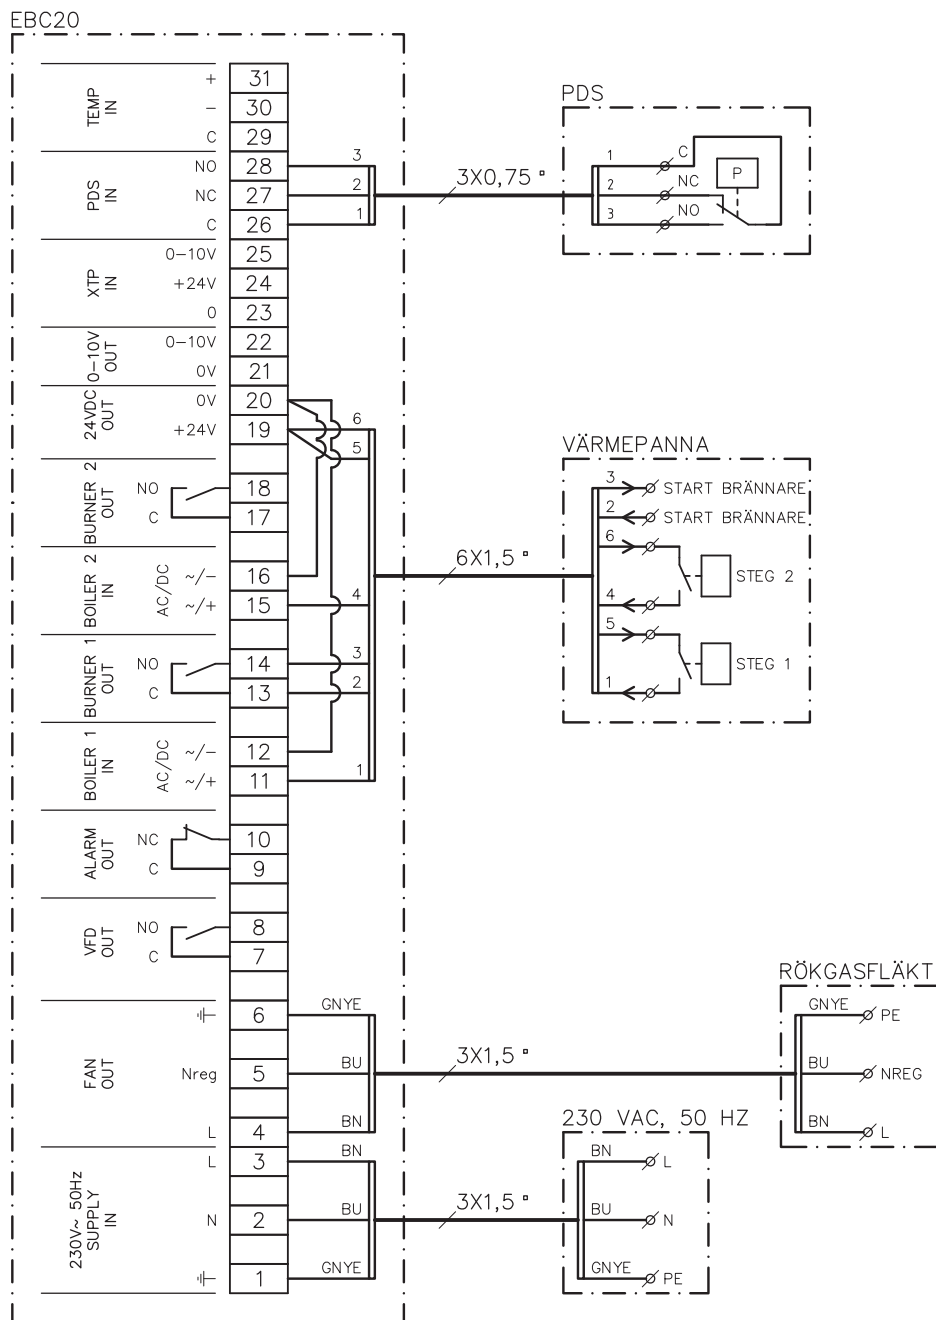 EBC20
TEMP
IN
+ 31
− 30
C 29
PDS
IN
NO 28 3
NC 27 2
C 26 1
3X0,75 ▫
PDS
1 C
2 NC
3 NO
P
XTP
IN
0−10V 25
+24V 24
0 23
0−10V
OUT
0−10V 22
0V 21
24VDC
OUT
0V 20
+24V 19
6
5
BURNER 2
OUT
NO 18
C 17
BOILER 2
IN
AC/DC
~/− 16
~/+ 15 4
BURNER 1
OUT
NO 14 3
C 13 2
BOILER 1
IN
AC/DC
~/− 12
~/+ 11 1
6X1,5 ▫
VÄRMEPANNA
3 START BRÄNNARE
2 START BRÄNNARE
6
STEG 2
4
5
STEG 1
1
ALARM
OUT
NC 10
C 9
VFD
OUT
NO 8
C 7
FAN
OUT
6 GNYE
Nreg 5 BU
L 4 BN
3X1,5 ▫
RÖKGASFLÄKT
GNYE PE
BU NREG
BN L
230V~ 50Hz
SUPPLY
IN
L 3 BN
N 2 BU
1 GNYE
3X1,5 ▫
230 VAC, 50 HZ
BN L
BU N
GNYE PE